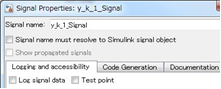 Signal Properties: y_k_1_Signal
Signal name: y_k_1_Signal
Signal name must resolve to Simulink signal object
Show propagated signals
Logging and accessibility Code Generation Documentation
Log signal data Test point